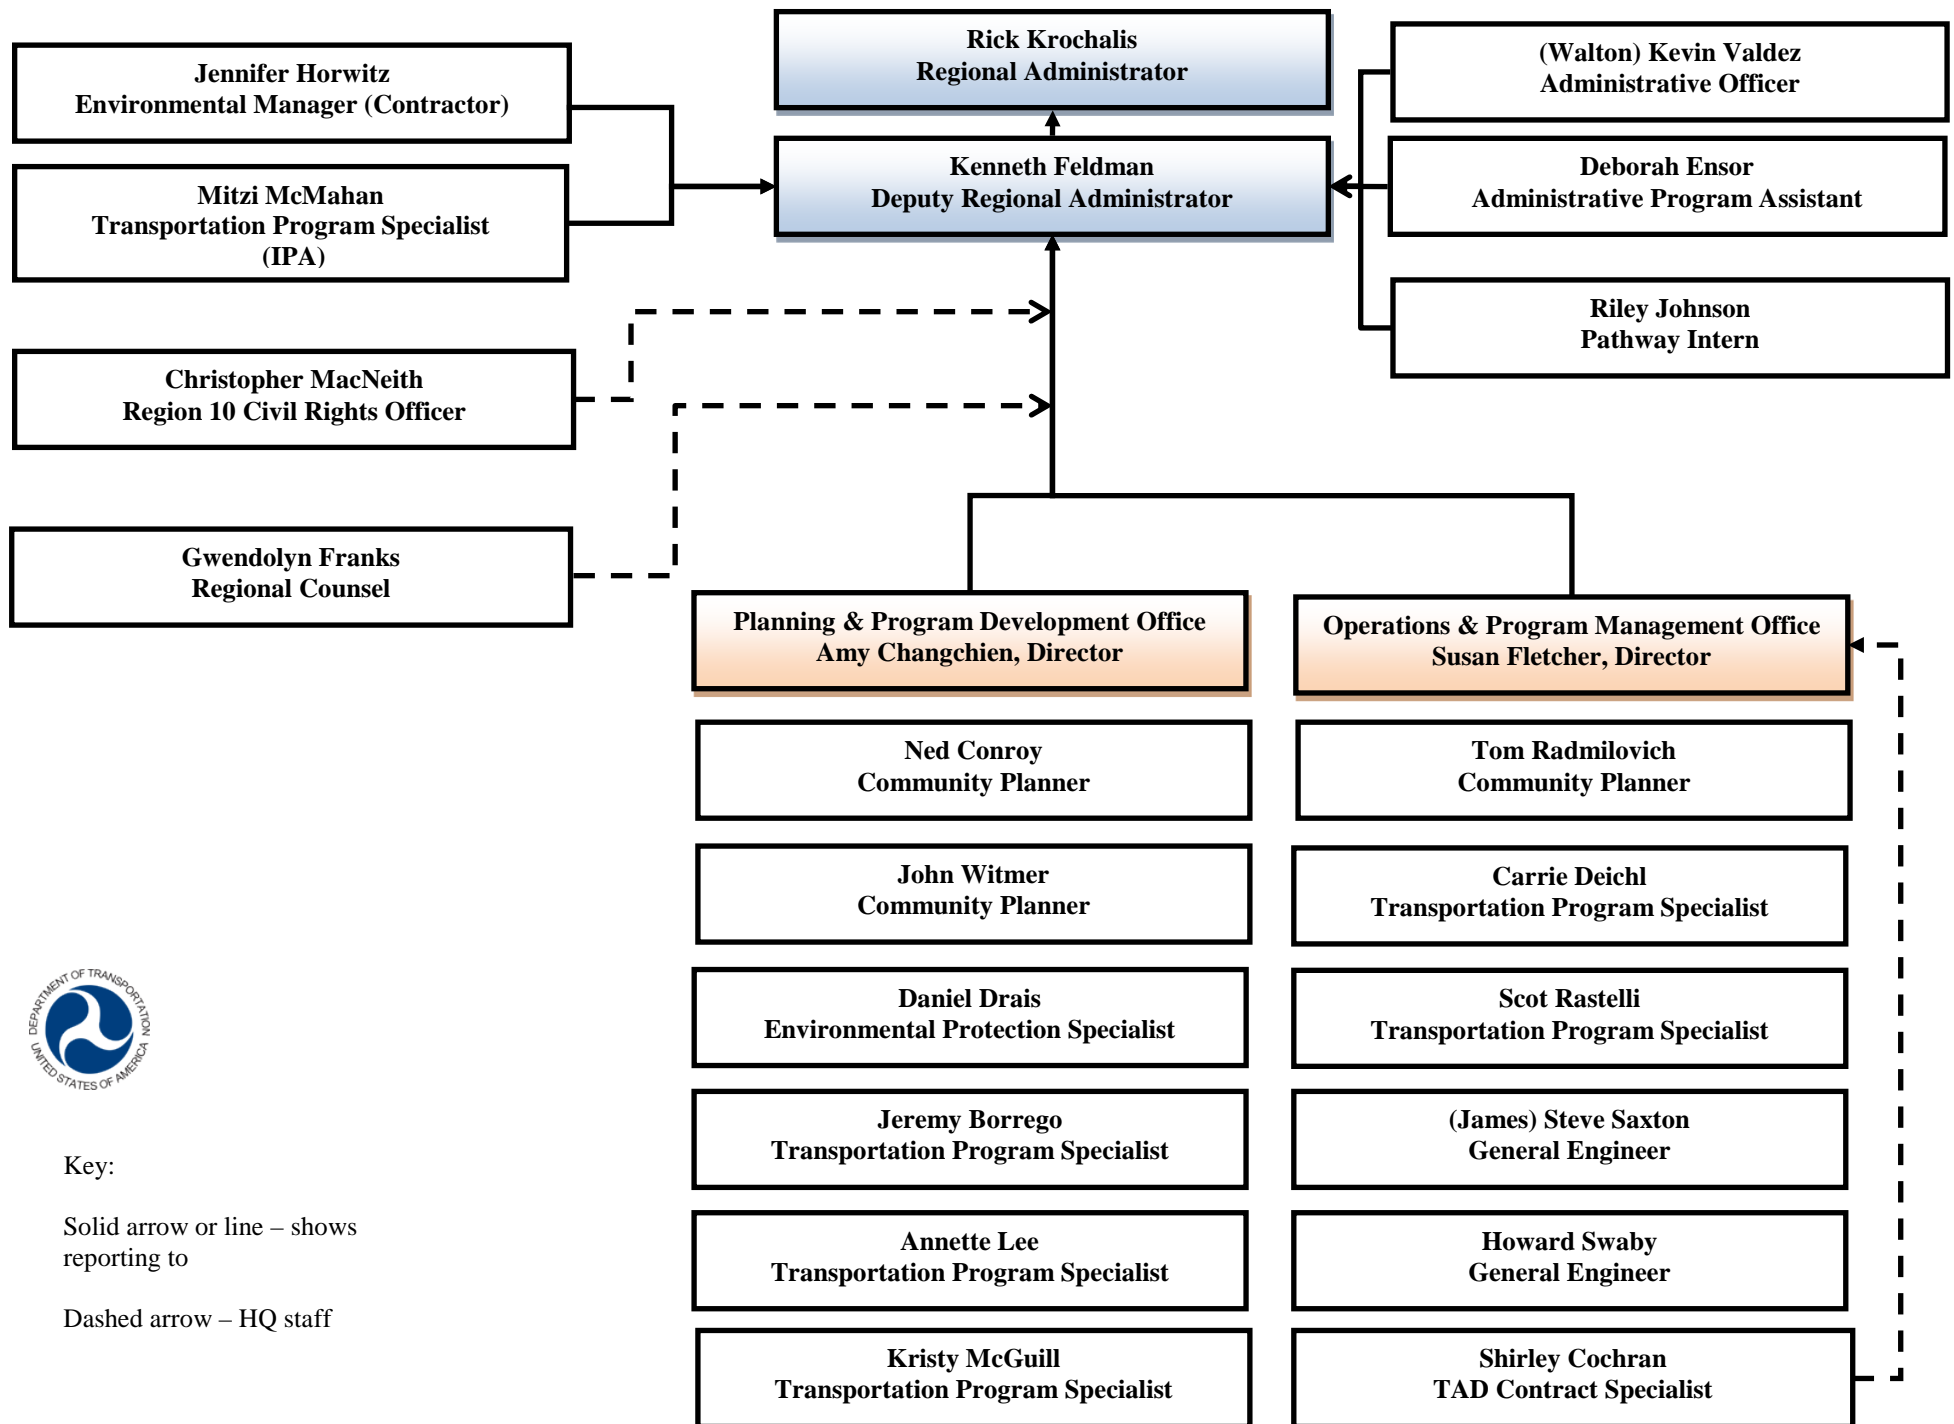 Rick Krochalis
Regional Administrator
Jennifer Horwitz
Environmental Manager (Contractor)
(Walton) Kevin Valdez
Administrative Officer
Kenneth Feldman
Deputy Regional Administrator
Mitzi McMahan
Transportation Program Specialist
(IPA)
Deborah Ensor
Administrative Program Assistant
Riley Johnson
Pathway Intern
Christopher MacNeith
Region 10 Civil Rights Officer
Gwendolyn Franks
Regional Counsel
Planning & Program Development Office
Amy Changchien, Director
Ned Conroy
Community Planner
John Witmer
Community Planner
Daniel Drais
Environmental Protection Specialist
Jeremy Borrego
Transportation Program Specialist
Annette Lee
Transportation Program Specialist
Kristy McGuill
Transportation Program Specialist
Operations & Program Management Office
Susan Fletcher, Director
Tom Radmilovich
Community Planner
Carrie Deichl
Transportation Program Specialist
Scot Rastelli
Transportation Program Specialist
(James) Steve Saxton
General Engineer
Howard Swaby
General Engineer
Shirley Cochran
TAD Contract Specialist
DEPARTMENT OF TRANSPORTATION
UNITED STATES OF AMERICA
Key:
Solid arrow or line – shows
reporting to
Dashed arrow – HQ staff